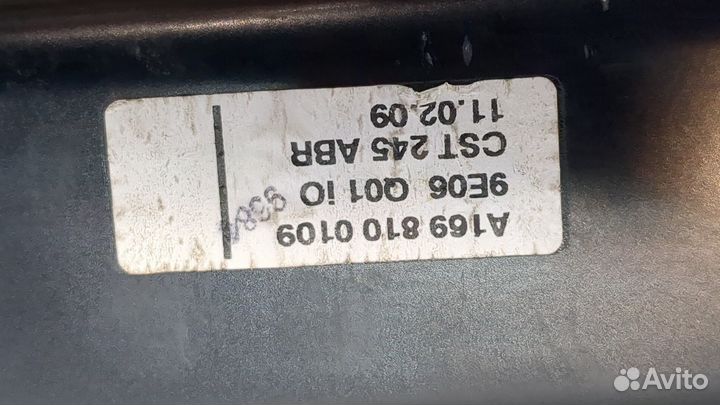 A169 810 0109
9E06 Q01 iO
CST 245 ABR
11.02.09
Avito